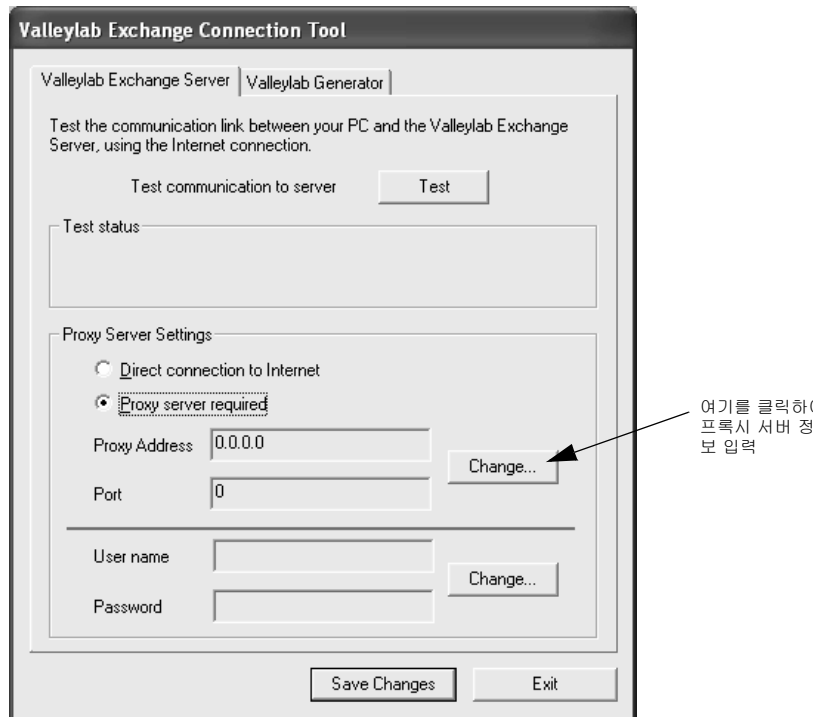 Valleylab Exchange Connection Tool
Valleylab Exchange Server
Valleylab Generator
Test the communication link between your PC and the Valleylab Exchange
Server, using the Internet connection.
Test communication to server
Test
Test status
Proxy Server Settings
Direct connection to Internet
Proxy server required
Proxy Address
0.0.0.0
Change...
Port
0
여기를
프록시 서버 정
보 입력
User name
Change...
Password
Save Changes
Exit